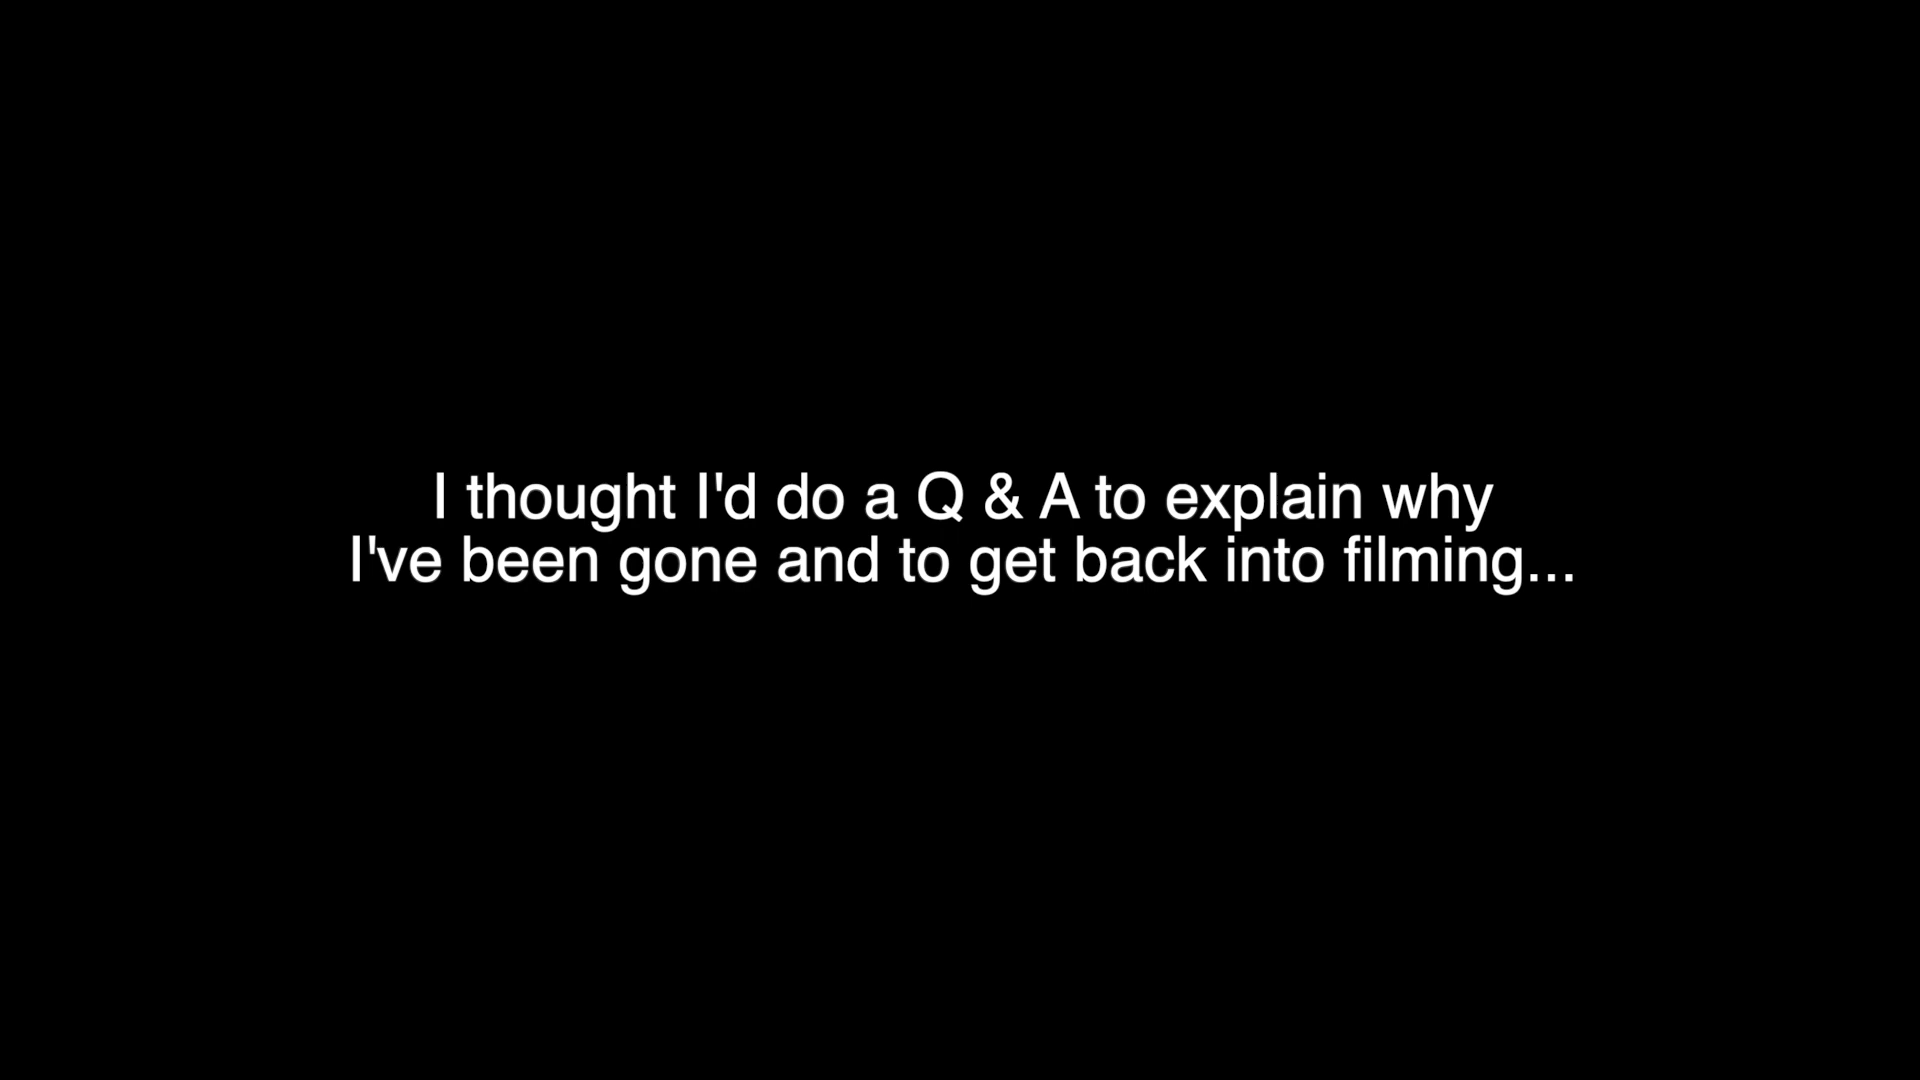 I thought I'd do a Q & A to explain why
I've been gone and to get back into filming...